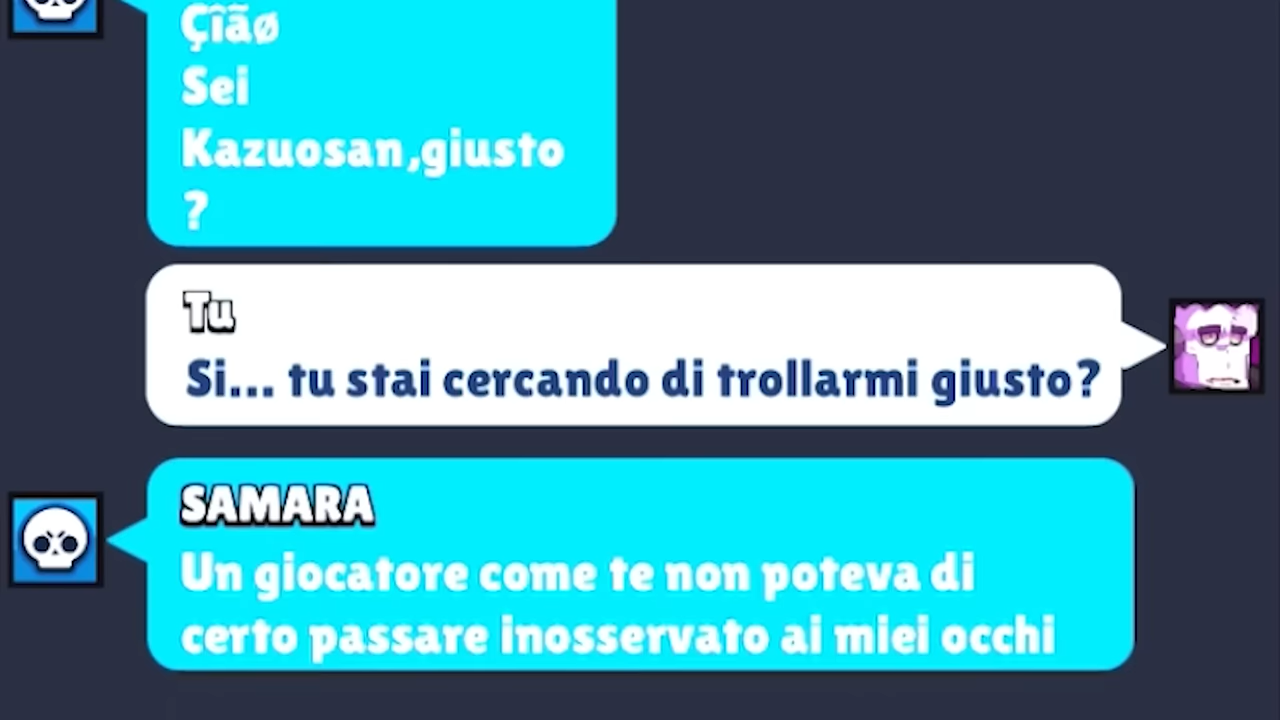 Çîãø
Sei
Kazuosan,giusto
?
Tu
Si... tu stai cercando di trollarmi giusto?
SAMARA
Un giocatore come te non poteva di
certo passare inosservato ai miei occhi